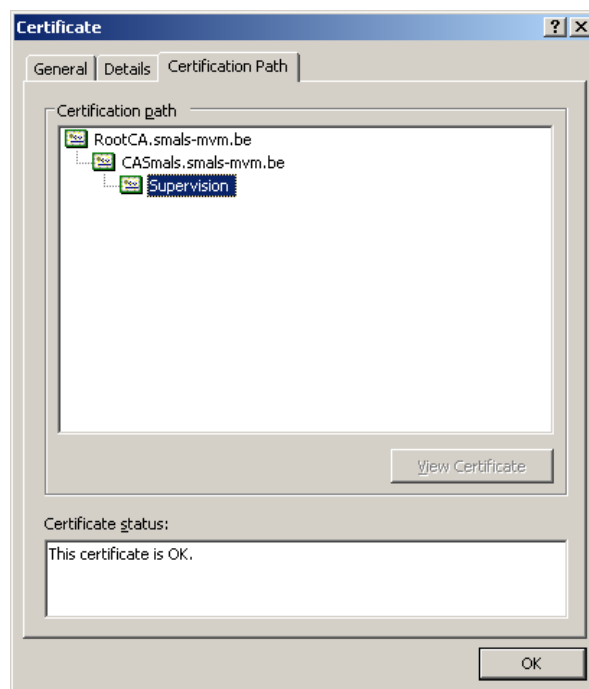 Certificate
General Details Certification Path
Certification path
RootCA.smals-mvm.be
CASmals.smals-mvm.be
Supervision
View Certificate
Certificate status:
This certificate is OK.
OK